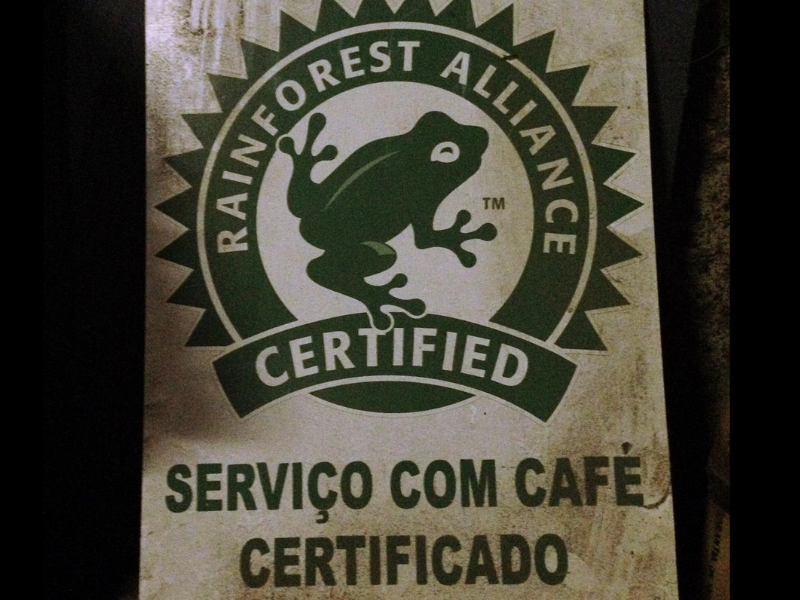 RAINFOREST ALLIANCE
TM
CERTIFIED
SERVIÇO COM CAFÉ
CERTIFICADO